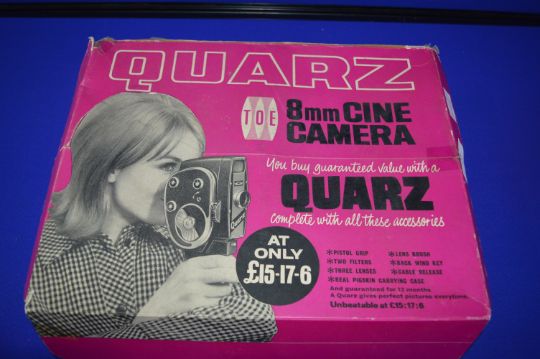 QUARZ
TOE
8mm CINE
CAMERA
You buy guaranteed value with a
QUARZ
complete with all these accessories
Quarz
AT
ONLY
£15-17-6
*PISTOL GRIP
*TWO FILTERS
*THREE LENSES
*REAL PIGSKIN CARRYING CASE
*LENS BRUSH
*BACK WIND KEY
*CABLE RELEASE
And guaranteed for 12 months
A Quarz gives perfect pictures everytime.
Unbeatable at £15:17:6.